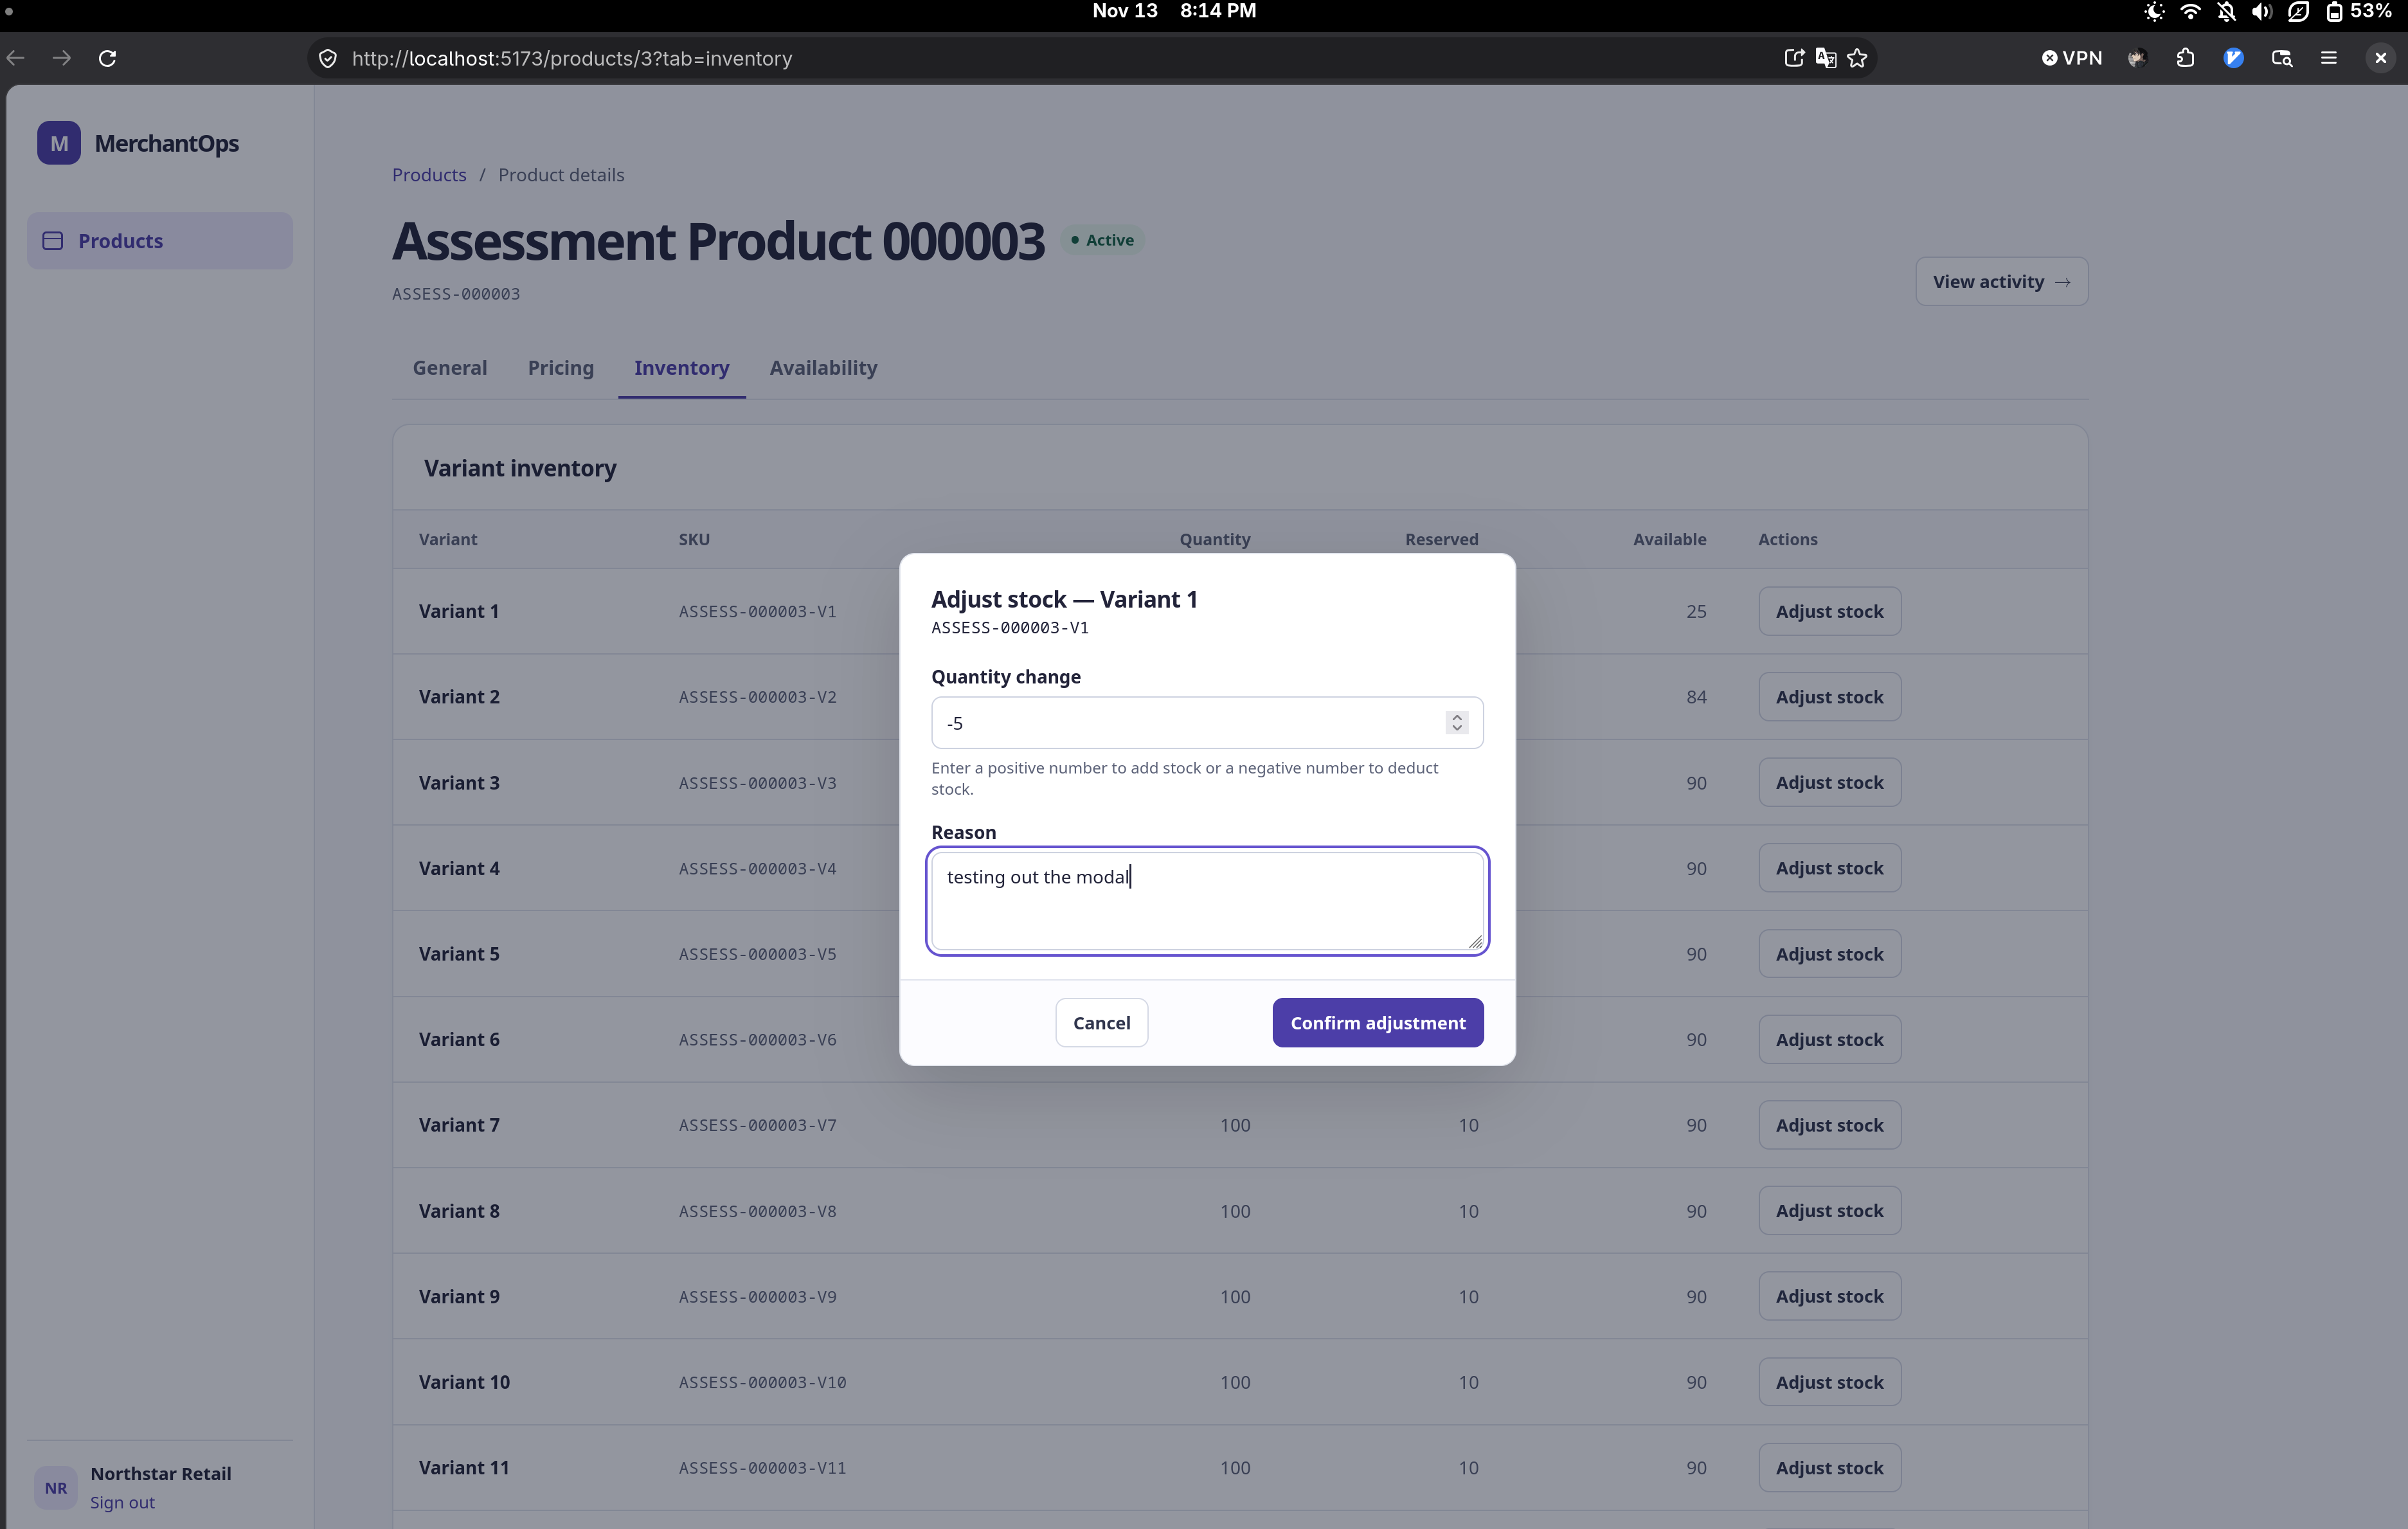 Nov 13 8:14 PM
53%
http://localhost:5173/products/3?tab=inventory
VPN
M MerchantOps
Products
Products / Product details
Assessment Product 000003 Active
ASSESS-000003
View activity →
General Pricing Inventory Availability
Variant inventory
Variant SKU Quantity Reserved Available Actions
Variant 1 ASSESS-000003-V1 25 Adjust stock
Variant 2 ASSESS-000003-V2 84 Adjust stock
Variant 3 ASSESS-000003-V3 90 Adjust stock
Variant 4 ASSESS-000003-V4 90 Adjust stock
Variant 5 ASSESS-000003-V5 90 Adjust stock
Variant 6 ASSESS-000003-V6 90 Adjust stock
Variant 7 ASSESS-000003-V7 100 10 90 Adjust stock
Variant 8 ASSESS-000003-V8 100 10 90 Adjust stock
Variant 9 ASSESS-000003-V9 100 10 90 Adjust stock
Variant 10 ASSESS-000003-V10 100 10 90 Adjust stock
Variant 11 ASSESS-000003-V11 100 10 90 Adjust stock
Adjust stock — Variant 1
ASSESS-000003-V1
Quantity change
-5
Enter a positive number to add stock or a negative number to deduct
stock.
Reason
testing out the modal
Cancel Confirm adjustment
NR Northstar Retail
Sign out